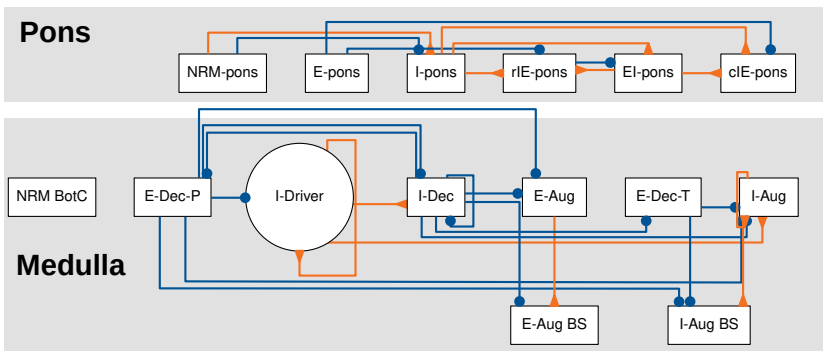 Pons
NRM-pons
E-pons
I-pons
rIE-pons
EI-pons
cIE-pons
NRM BotC
E-Dec-P
I-Driver
I-Dec
E-Aug
E-Dec-T
I-Aug
Medulla
E-Aug BS
I-Aug BS